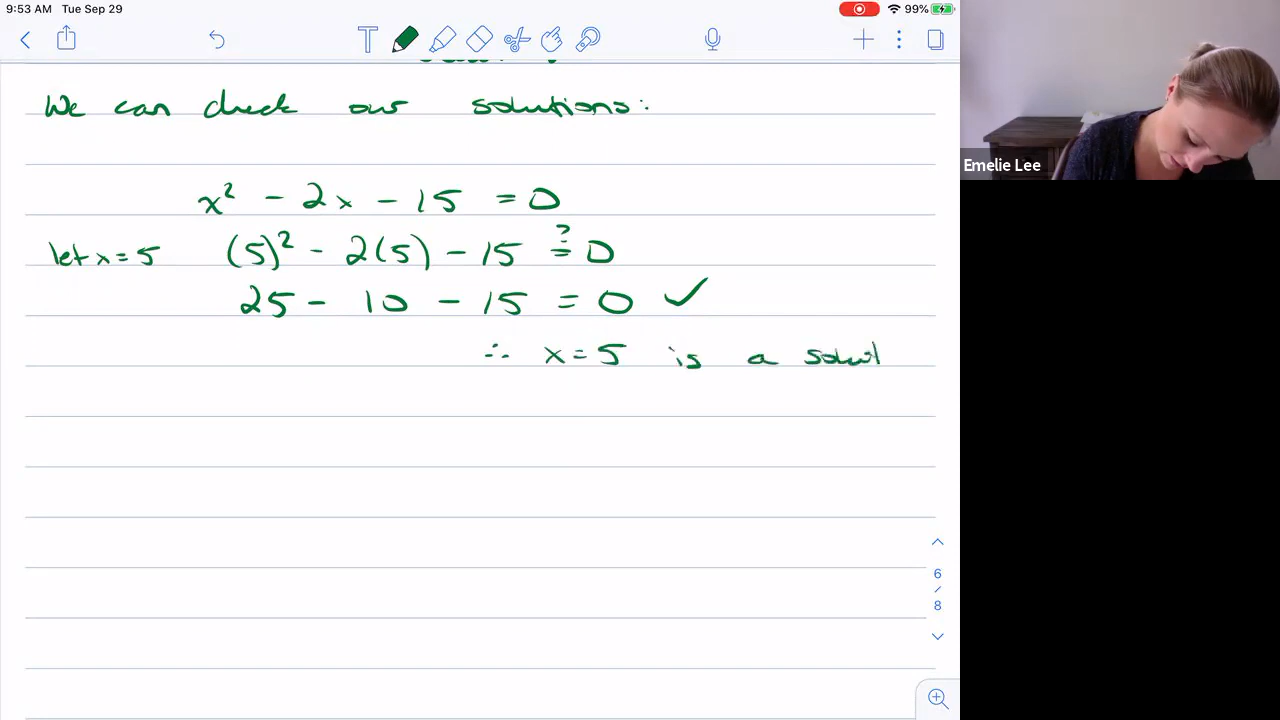 9:53 AM Tue Sep 29
99%
We can check our solutions:
x² - 2x - 15 = 0
let x = 5 (5)² - 2(5) - 15 ≟ 0
25 - 10 - 15 = 0 ✓
∴ x = 5 is a solut
Emelie Lee
6
/
8